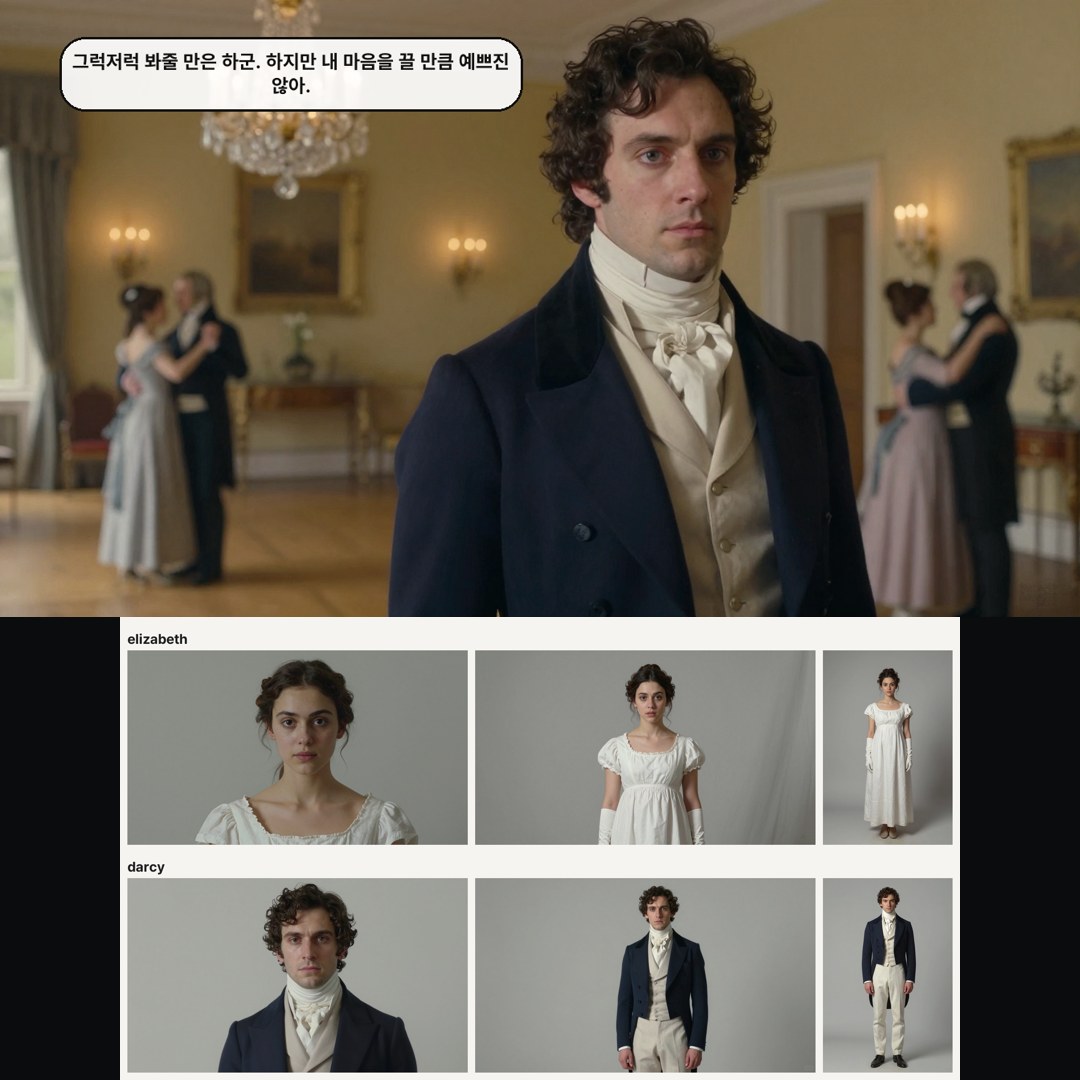 그럭저럭 봐줄 만은 하군. 하지만 내 마음을 끌 만큼 예쁘진
않아.
elizabeth
darcy